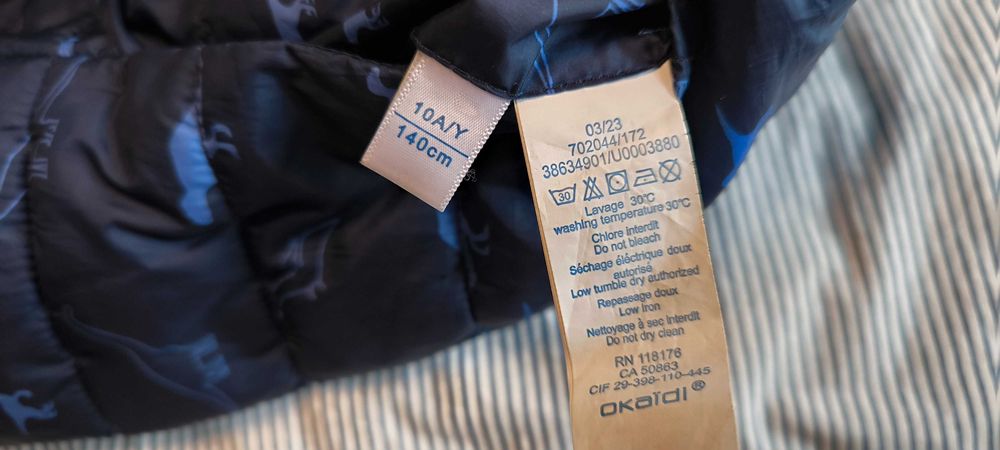 10A/Y
140cm
03/23
702044/172
38634901/U0003880
30
Lavage 30°C
washing temperature 30°C
Chlore interdit
Do not bleach
Séchage éléctrique doux
autorisé
Low tumble dry authorized
Repassage doux
Low iron
Nettoyage à sec interdit
Do not dry clean
RN 118176
CA 50863
CIF 29-398-110-445
OKAÏDI®